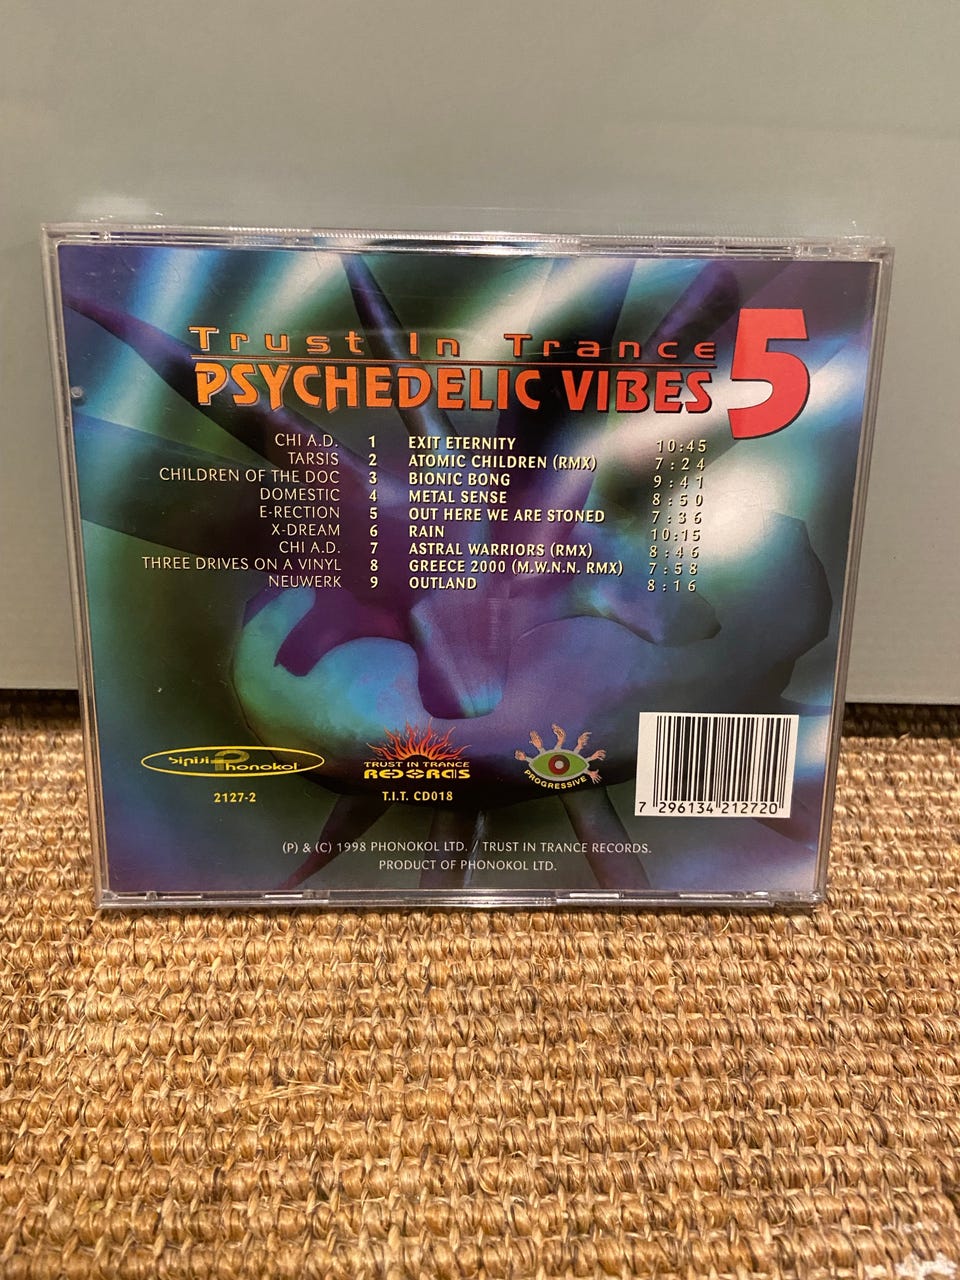 Trust In Trance
PSYCHEDELIC VIBES 5
CHI A.D. 1 EXIT ETERNITY 10:45
TARSIS 2 ATOMIC CHILDREN (RMX) 7:24
CHILDREN OF THE DOC 3 BIONIC BONG 9:41
DOMESTIC 4 METAL SENSE 8:50
E-RECTION 5 OUT HERE WE ARE STONED 7:36
X-DREAM 6 RAIN 10:15
CHI A.D. 7 ASTRAL WARRIORS (RMX) 8:46
THREE DRIVES ON A VINYL 8 GREECE 2000 (M.W.N.N. RMX) 7:58
NEUWERK 9 OUTLAND 8:16
Phonokol
2127-2
TRUST IN TRANCE
RECORDS
T.I.T. CD018
PROGRESSIVE
7 296134 212720
(P) & (C) 1998 PHONOKOL LTD. / TRUST IN TRANCE RECORDS.
PRODUCT OF PHONOKOL LTD.